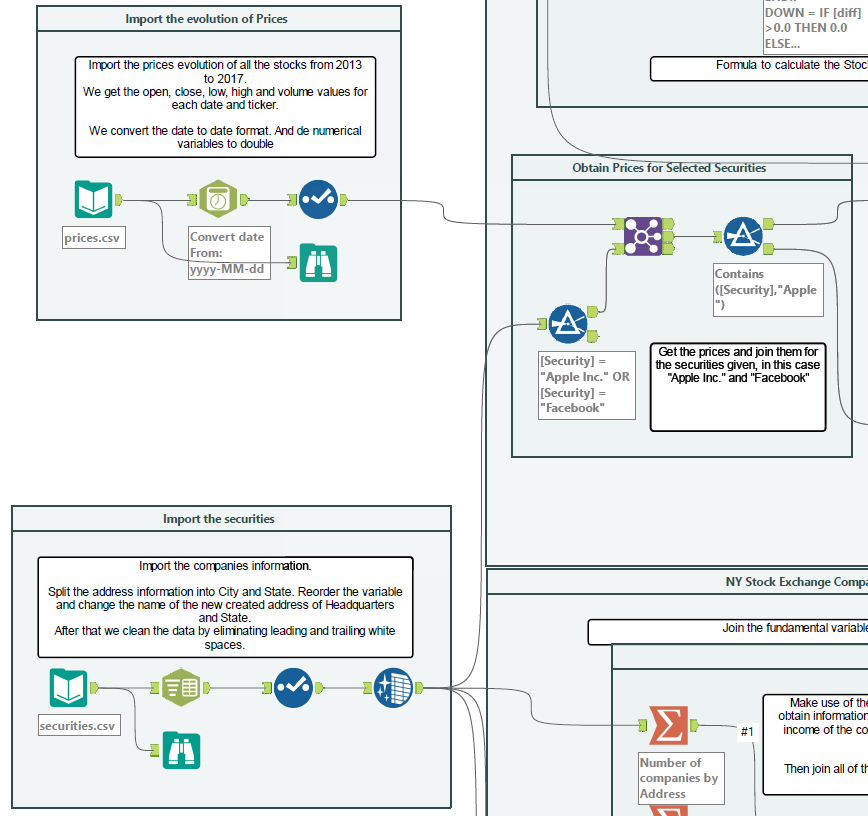 Import the evolution of Prices
Import the prices evolution of all the stocks from 2013
to 2017.
We get the open, close, low, high and volume values for
each date and ticker.
We convert the date to date format. And de numerical
variables to double
prices.csv
Convert date
From:
yyyy-MM-dd
DOWN = IF [diff]
>0.0 THEN 0.0
ELSE...
Formula to calculate the Stoc
Obtain Prices for Selected Securities
Contains
([Security],"Apple
")
[Security] =
"Apple Inc." OR
[Security] =
"Facebook"
Get the prices and join them for
the securities given, in this case
"Apple Inc." and "Facebook"
Import the securities
Import the companies information.
Split the address information into City and State. Reorder the variable
and change the name of the new created address of Headquarters
and State.
After that we clean the data by eliminating leading and trailing white
spaces.
securities.csv
NY Stock Exchange Compa
Join the fundamental variable
Make use of the
obtain information
income of the co
Then join all of th
#1
Number of
companies by
Address